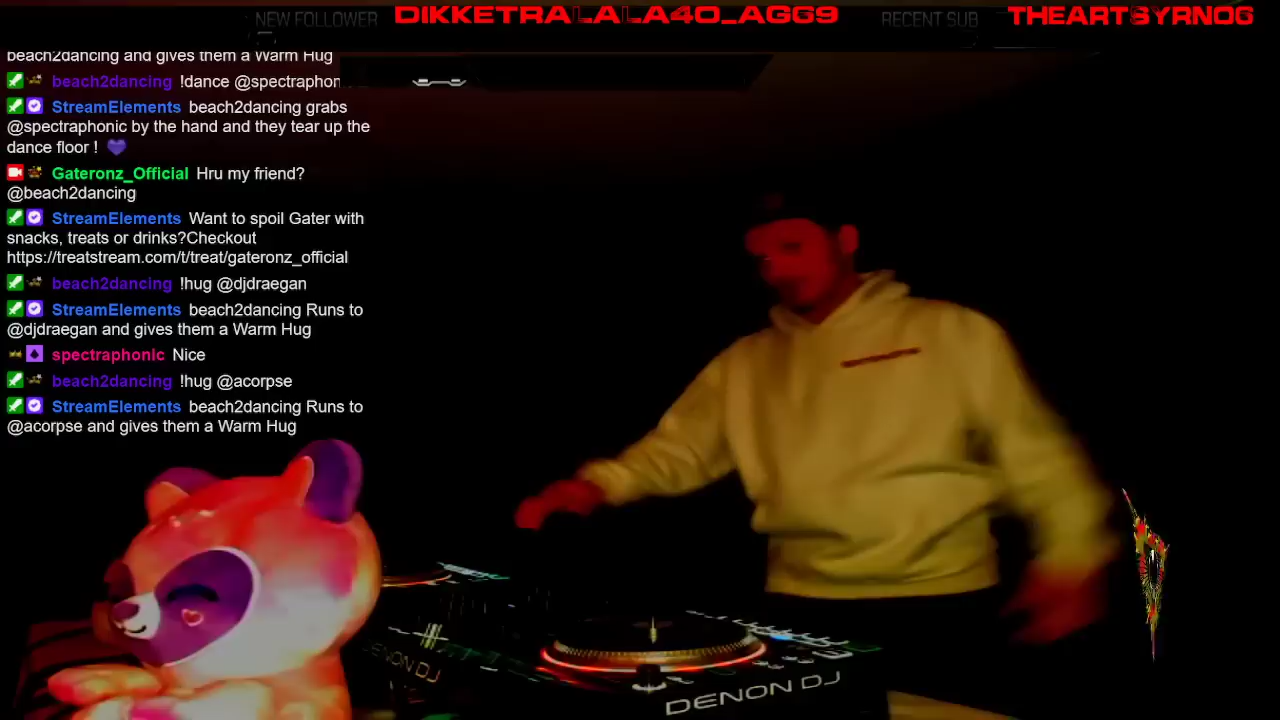 NEW FOLLOWER DIKKETRALALA40_AGG9 RECENT SUB THEARTSYRNOG
beach2dancing and gives them a Warm Hug
beach2dancing !dance @spectraphon
StreamElements beach2dancing grabs
@spectraphonic by the hand and they tear up the
dance floor !
Gateronz_Official Hru my friend?
@beach2dancing
StreamElements Want to spoil Gater with
snacks, treats or drinks?Checkout
https://treatstream.com/t/treat/gateronz_official
beach2dancing !hug @djdraegan
StreamElements beach2dancing Runs to
@djdraegan and gives them a Warm Hug
spectraphonic Nice
beach2dancing !hug @acorpse
StreamElements beach2dancing Runs to
@acorpse and gives them a Warm Hug
DENON DJ
DENON DJ